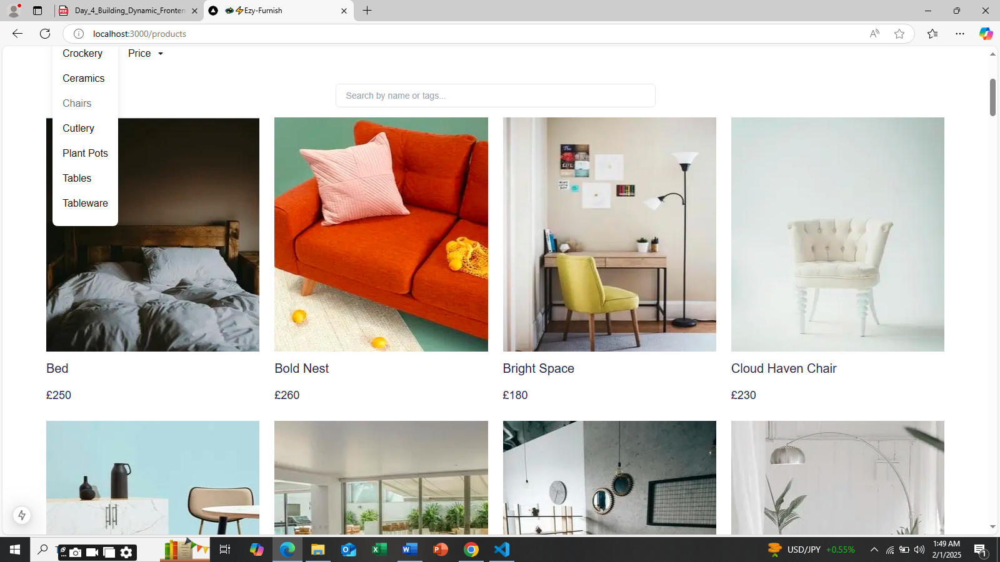 Day_4_Building_Dynamic_Fronten
⚡Ezy-Furnish
localhost:3000/products
Crockery
Price
Ceramics
Search by name or tags...
Chairs
Cutlery
Plant Pots
Tables
Tableware
Bed
Bold Nest
Bright Space
Cloud Haven Chair
£250
£260
£180
£230
USD/JPY +0.55%
1:49 AM
2/1/2025
1